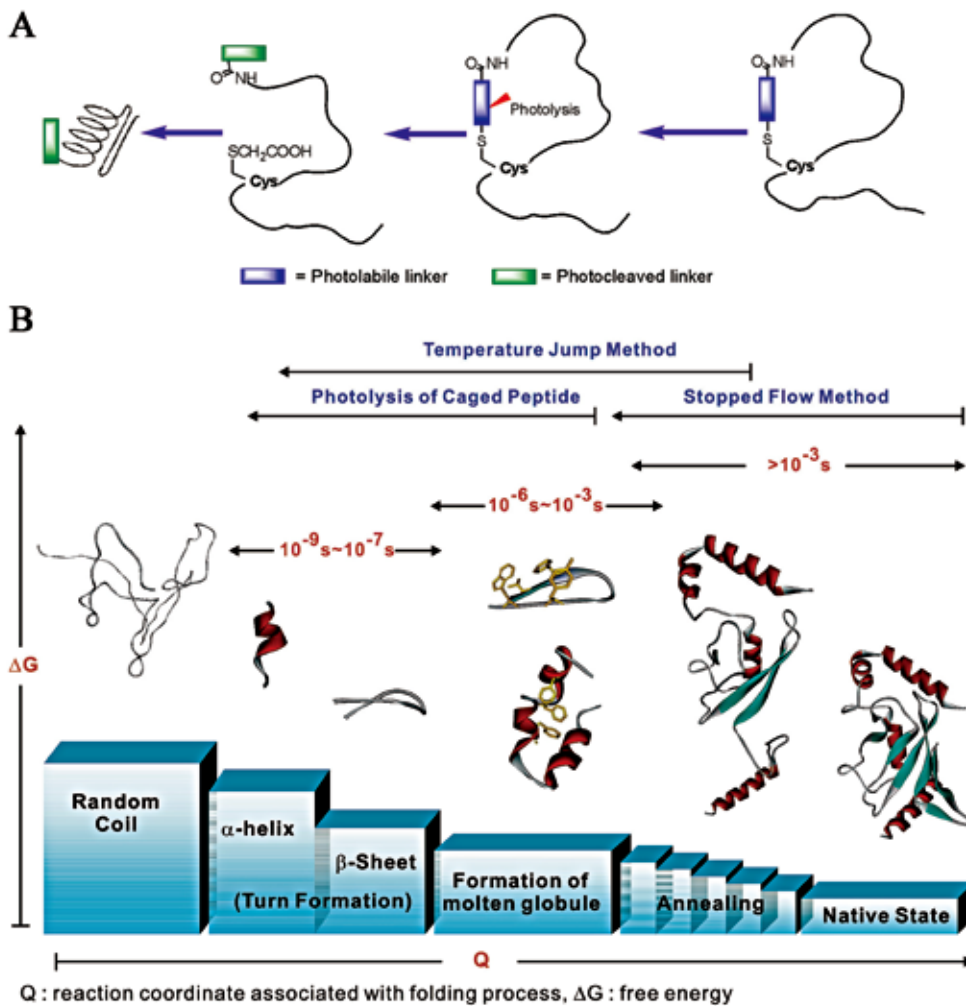 A
O NH
SCH₂COOH
Cys
O NH
Photolysis
S
Cys
O NH
S
Cys
= Photolabile linker
= Photocleaved linker
B
Temperature Jump Method
Photolysis of Caged Peptide
Stopped Flow Method
>10⁻³s
10⁻⁶s~10⁻³s
10⁻⁹s~10⁻⁷s
ΔG
Random
Coil
α-helix
β-Sheet
(Turn Formation)
Formation of
molten globule
Annealing
Native State
Q
Q : reaction coordinate associated with folding process, ΔG : free energy